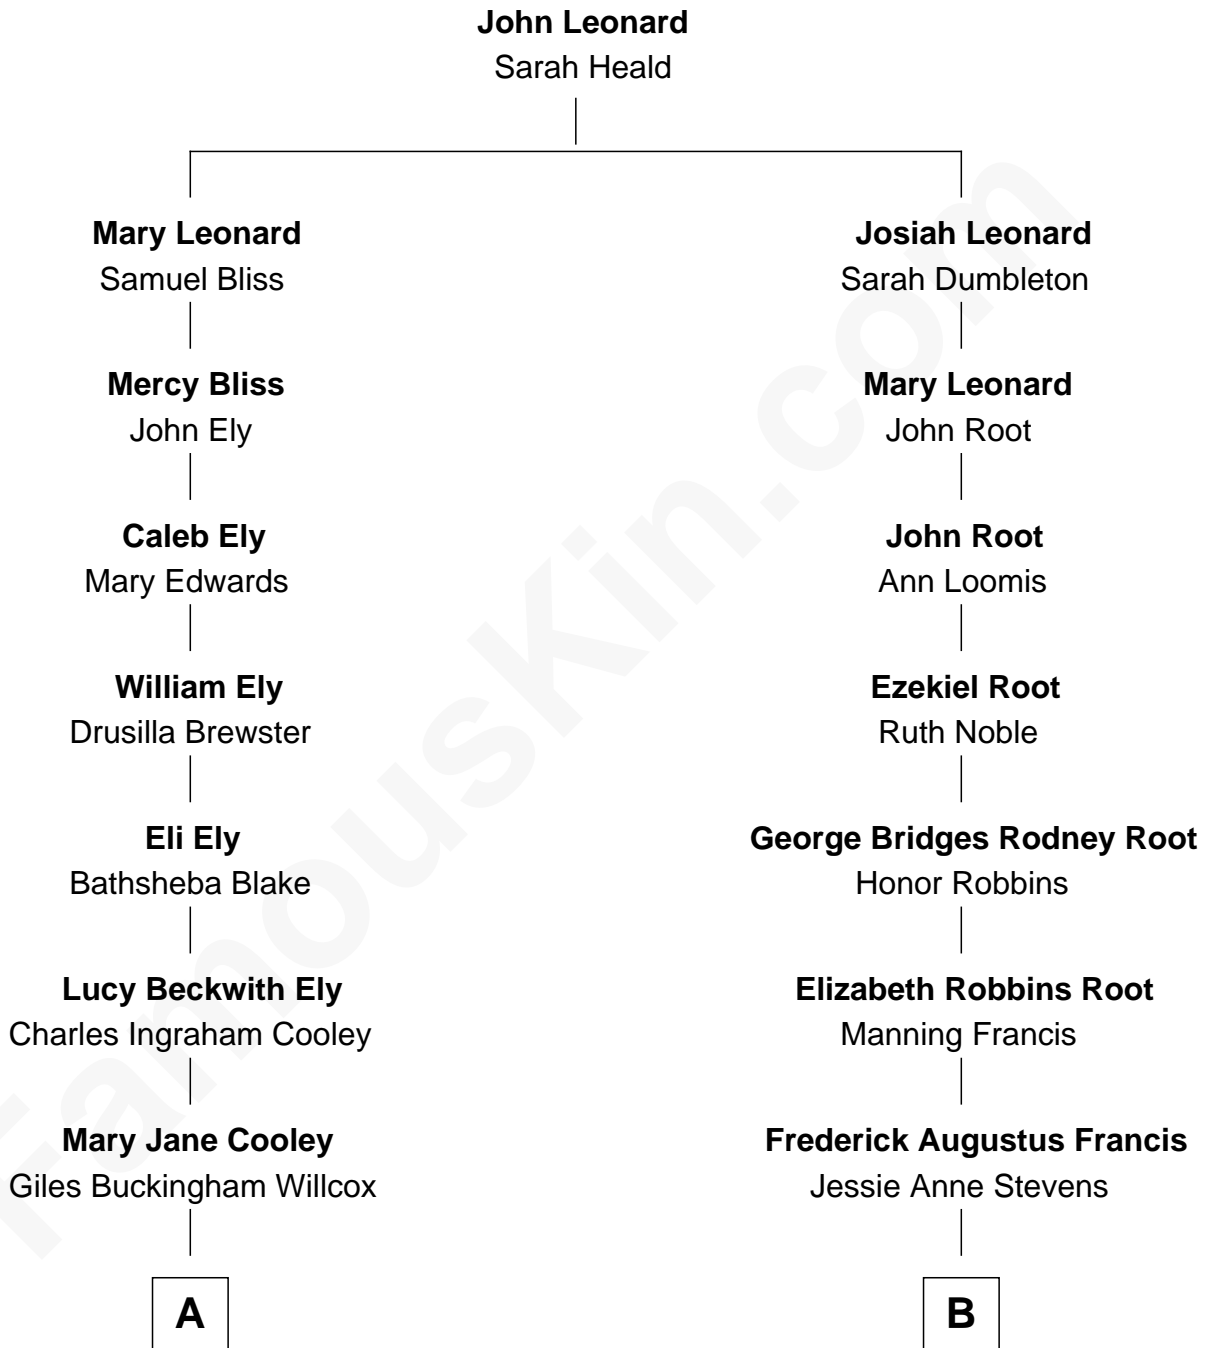 John Leonard
Sarah Heald
Mary Leonard
Samuel Bliss
Josiah Leonard
Sarah Dumbleton
Mercy Bliss
John Ely
Mary Leonard
John Root
Caleb Ely
Mary Edwards
John Root
Ann Loomis
William Ely
Drusilla Brewster
Ezekiel Root
Ruth Noble
Eli Ely
Bathsheba Blake
George Bridges Rodney Root
Honor Robbins
Lucy Beckwith Ely
Charles Ingraham Cooley
Elizabeth Robbins Root
Manning Francis
Mary Jane Cooley
Giles Buckingham Willcox
Frederick Augustus Francis
Jessie Anne Stevens
A
B
FamousKin.com